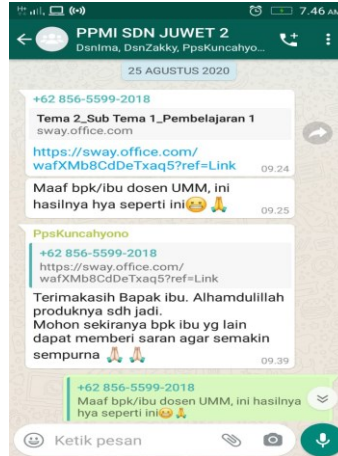 7.46 AM
PPMI SDN JUWET 2
DsnIma, DsnZakky, PpsKuncahyo...
25 AGUSTUS 2020
+62 856-5599-2018
Tema 2_Sub Tema 1_Pembelajaran 1
sway.office.com
https://sway.office.com/
wafXMb8CdDeTxaq5?ref=Link
09.24
Maaf bpk/ibu dosen UMM, ini
hasilnya hya seperti ini😬🙏
09.25
PpsKuncahyono
+62 856-5599-2018
https://sway.office.com/
wafXMb8CdDeTxaq5?ref=Link
Terimakasih Bapak ibu. Alhamdulillah
produknya sdh jadi.
Mohon sekiranya bpk ibu yg lain
dapat memberi saran agar semakin
sempurna 🙏🏻 🙏🏻
09.39
+62 856-5599-2018
Maaf bpk/ibu dosen UMM, ini hasilnya
hya seperti ini😬🙏
Ketik pesan